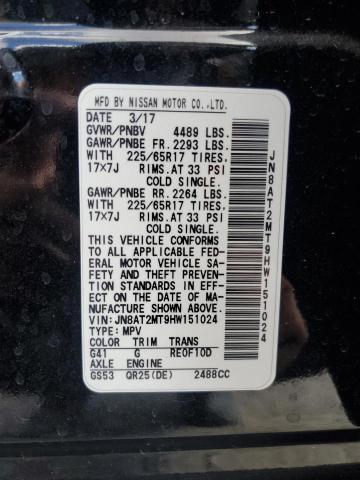 MFD BY NISSAN MOTOR CO.,LTD.
DATE 3/17
GVWR/PNBV 4489 LBS.
GAWR/PNBE FR. 2293 LBS.
WITH 225/65R17 TIRES,
17×7J RIMS.AT 33 PSI
COLD SINGLE.
GAWR/PNBE RR. 2264 LBS.
WITH 225/65R17 TIRES,
17×7J RIMS.AT 33 PSI
COLD SINGLE.
THIS VEHICLE CONFORMS
TO ALL APPLICABLE FED-
ERAL MOTOR VEHICLE SA-
FETY AND THEFT PREVEN-
TION STANDARDS IN EFF-
ECT ON THE DATE OF MA-
NUFACTURE SHOWN ABOVE.
VIN:JN8AT2MT9HW151024
TYPE:MPV
COLOR TRIM TRANS
G41 G RE0F10D
AXLE ENGINE
GS53 QR25(DE) 2488CC
JN8AT2MT9HW151024